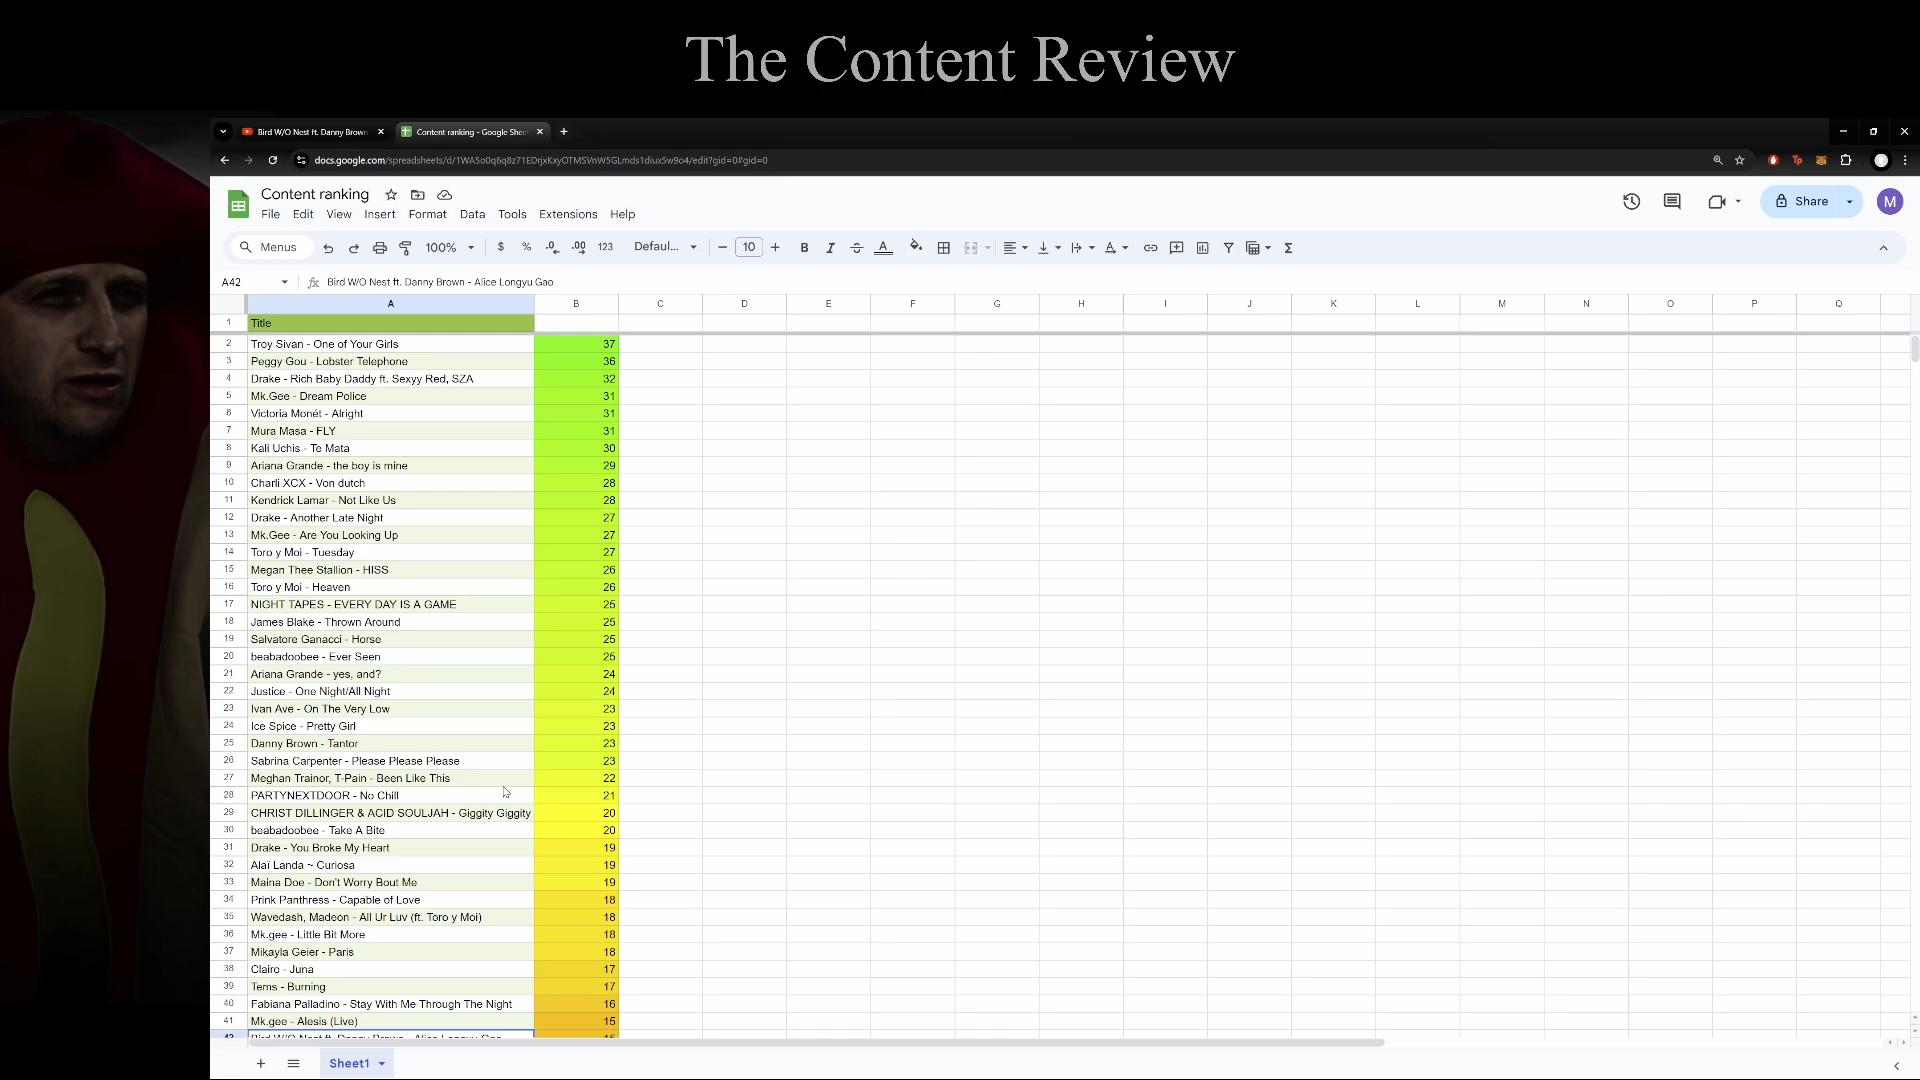 The Content Review
Bird W/O Nest ft. Danny Brown
Content ranking - Google Shee
docs.google.com/spreadsheets/d/1WA5o0q6q8z71EDrjxKxyOTMSVnW5GLmds1diux5w9o4/edit?gid=0#gid=0
Content ranking
File Edit View Insert Format Data Tools Extensions Help
Share
M
Menus 100% $ % .0 .00 123 Defaul... 10 B I A
A42 fx Bird W/O Nest ft. Danny Brown - Alice Longyu Gao
A B C D E F G H I J K L M N O P Q
1 Title
2 Troy Sivan - One of Your Girls 37
3 Peggy Gou - Lobster Telephone 36
4 Drake - Rich Baby Daddy ft. Sexyy Red, SZA 32
5 Mk.Gee - Dream Police 31
6 Victoria Monét - Alright 31
7 Mura Masa - FLY 31
8 Kali Uchis - Te Mata 30
9 Ariana Grande - the boy is mine 29
10 Charli XCX - Von dutch 28
11 Kendrick Lamar - Not Like Us 28
12 Drake - Another Late Night 27
13 Mk.Gee - Are You Looking Up 27
14 Toro y Moi - Tuesday 27
15 Megan Thee Stallion - HISS 26
16 Toro y Moi - Heaven 26
17 NIGHT TAPES - EVERY DAY IS A GAME 25
18 James Blake - Thrown Around 25
19 Salvatore Ganacci - Horse 25
20 beabadoobee - Ever Seen 25
21 Ariana Grande - yes, and? 24
22 Justice - One Night/All Night 24
23 Ivan Ave - On The Very Low 23
24 Ice Spice - Pretty Girl 23
25 Danny Brown - Tantor 23
26 Sabrina Carpenter - Please Please Please 23
27 Meghan Trainor, T-Pain - Been Like This 22
28 PARTYNEXTDOOR - No Chill 21
29 CHRIST DILLINGER & ACID SOULJAH - Giggity Giggity 20
30 beabadoobee - Take A Bite 20
31 Drake - You Broke My Heart 19
32 Alaï Landa ~ Curiosa 19
33 Maina Doe - Don't Worry Bout Me 19
34 Prink Panthress - Capable of Love 18
35 Wavedash, Madeon - All Ur Luv (ft. Toro y Moi) 18
36 Mk.gee - Little Bit More 18
37 Mikayla Geier - Paris 18
38 Clairo - Juna 17
39 Tems - Burning 17
40 Fabiana Palladino - Stay With Me Through The Night 16
41 Mk.gee - Alesis (Live) 15
42 Bird W/O Nest ft. Danny Brown - Alice Longyu Gao 15
Sheet1